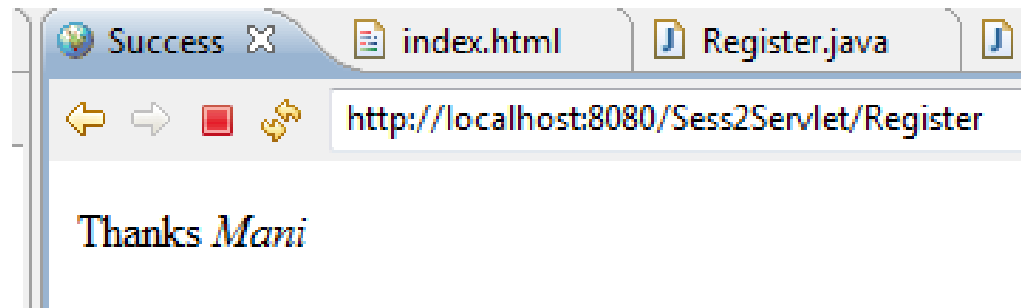 Success index.html Register.java
http://localhost:8080/Sess2Servlet/Register
Thanks Mani